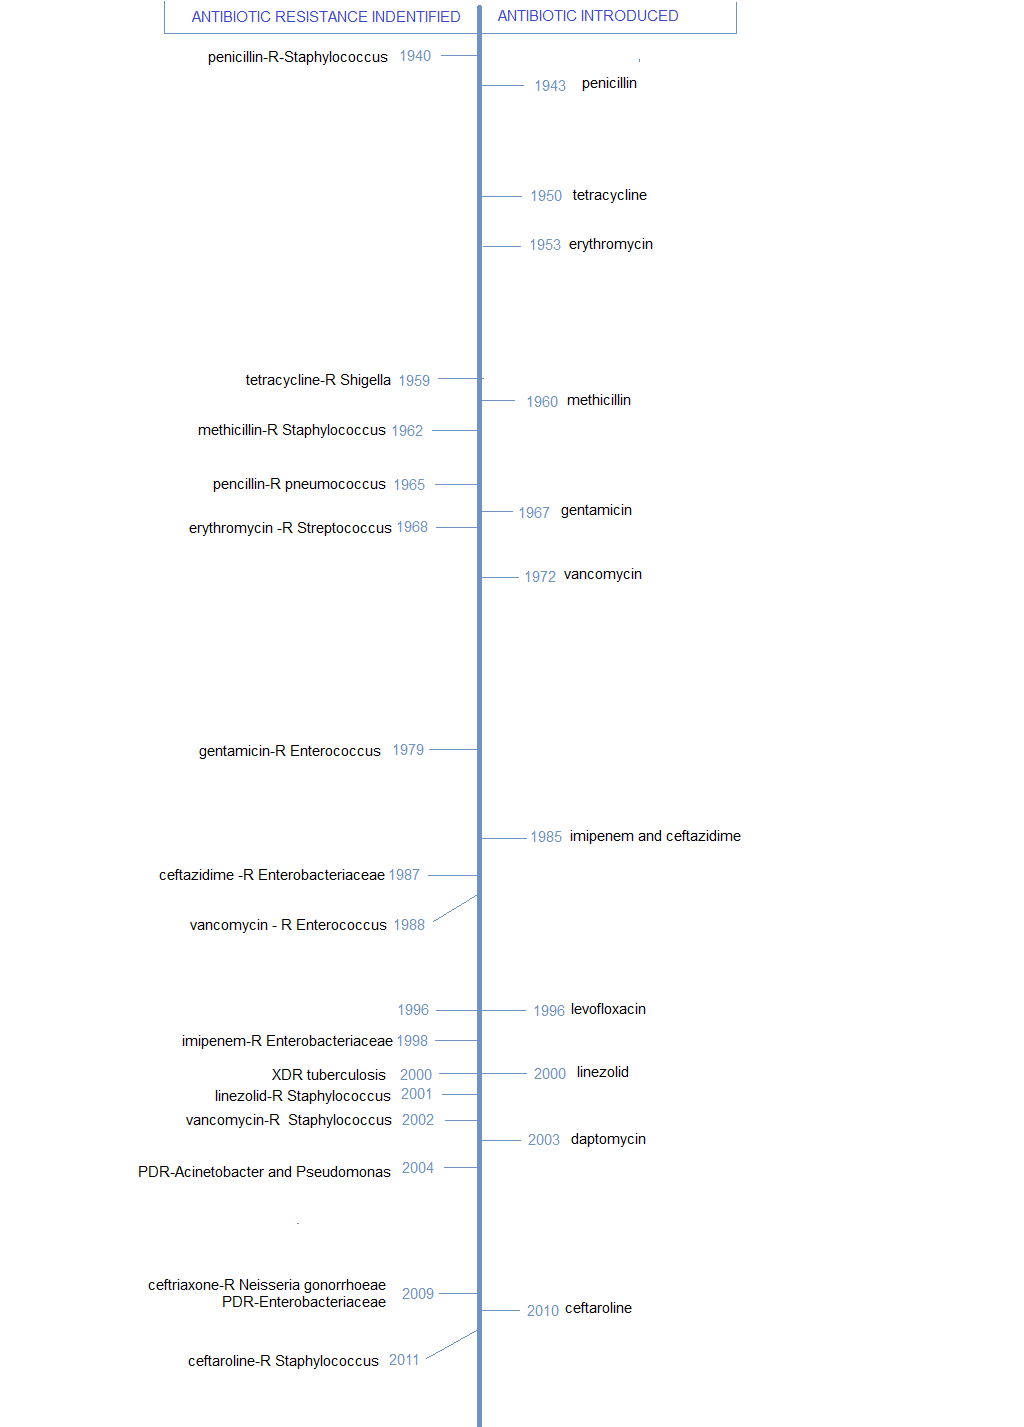 ANTIBIOTIC RESISTANCE INDENTIFIED
ANTIBIOTIC INTRODUCED
penicillin-R-Staphylococcus 1940
1943 penicillin
1950 tetracycline
1953 erythromycin
tetracycline-R Shigella 1959
1960 methicillin
methicillin-R Staphylococcus 1962
pencillin-R pneumococcus 1965
1967 gentamicin
erythromycin -R Streptococcus 1968
1972 vancomycin
gentamicin-R Enterococcus 1979
1985 imipenem and ceftazidime
ceftazidime -R Enterobacteriaceae 1987
vancomycin - R Enterococcus 1988
1996
1996 levofloxacin
imipenem-R Enterobacteriaceae 1998
XDR tuberculosis 2000
2000 linezolid
linezolid-R Staphylococcus 2001
vancomycin-R Staphylococcus 2002
2003 daptomycin
PDR-Acinetobacter and Pseudomonas 2004
ceftriaxone-R Neisseria gonorrhoeae
PDR-Enterobacteriaceae 2009
2010 ceftaroline
ceftaroline-R Staphylococcus 2011